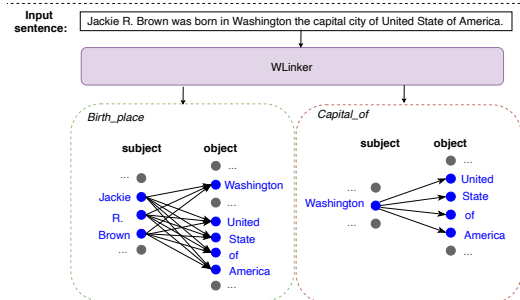 Input sentence:
Jackie R. Brown was born in Washington the capital city of United State of America.
WLinker
Birth_place
subject
object
...
Jackie
R.
Brown
...
...
Washington
...
United
State
of
America
...
Capital_of
subject
object
...
Washington
...
...
United
State
of
America
...